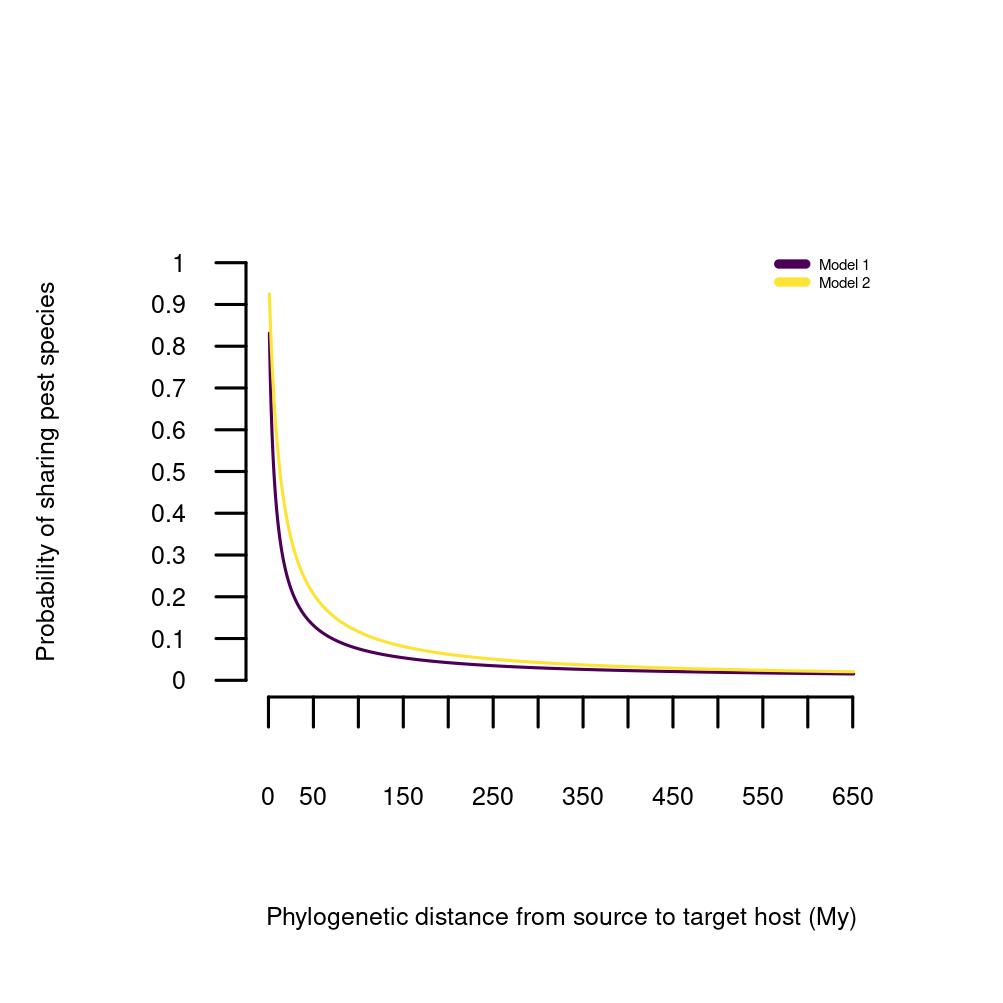 Model 1
Model 2
Probability of sharing pest species
1
0.9
0.8
0.7
0.6
0.5
0.4
0.3
0.2
0.1
0
0 50 150 250 350 450 550 650
Phylogenetic distance from source to target host (My)